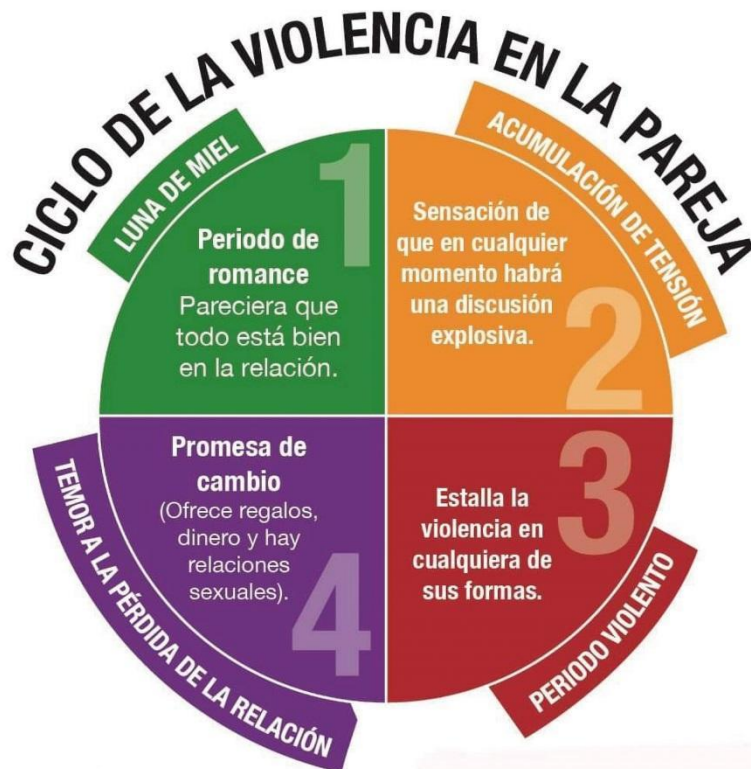 CICLO DE LA VIOLENCIA EN LA PAREJA
LUNA DE MIEL
1
Periodo de
romance
Pareciera que
todo está bien
en la relación.
ACUMULACIÓN DE TENSIÓN
Sensación de
que en cualquier
momento habrá
una discusión
explosiva.
2
3
Estalla la
violencia en
cualquiera de
sus formas.
PERIODO VIOLENTO
Promesa de
cambio
(Ofrece regalos,
dinero y hay
relaciones
sexuales).
4
TEMOR A LA PÉRDIDA DE LA RELACIÓN